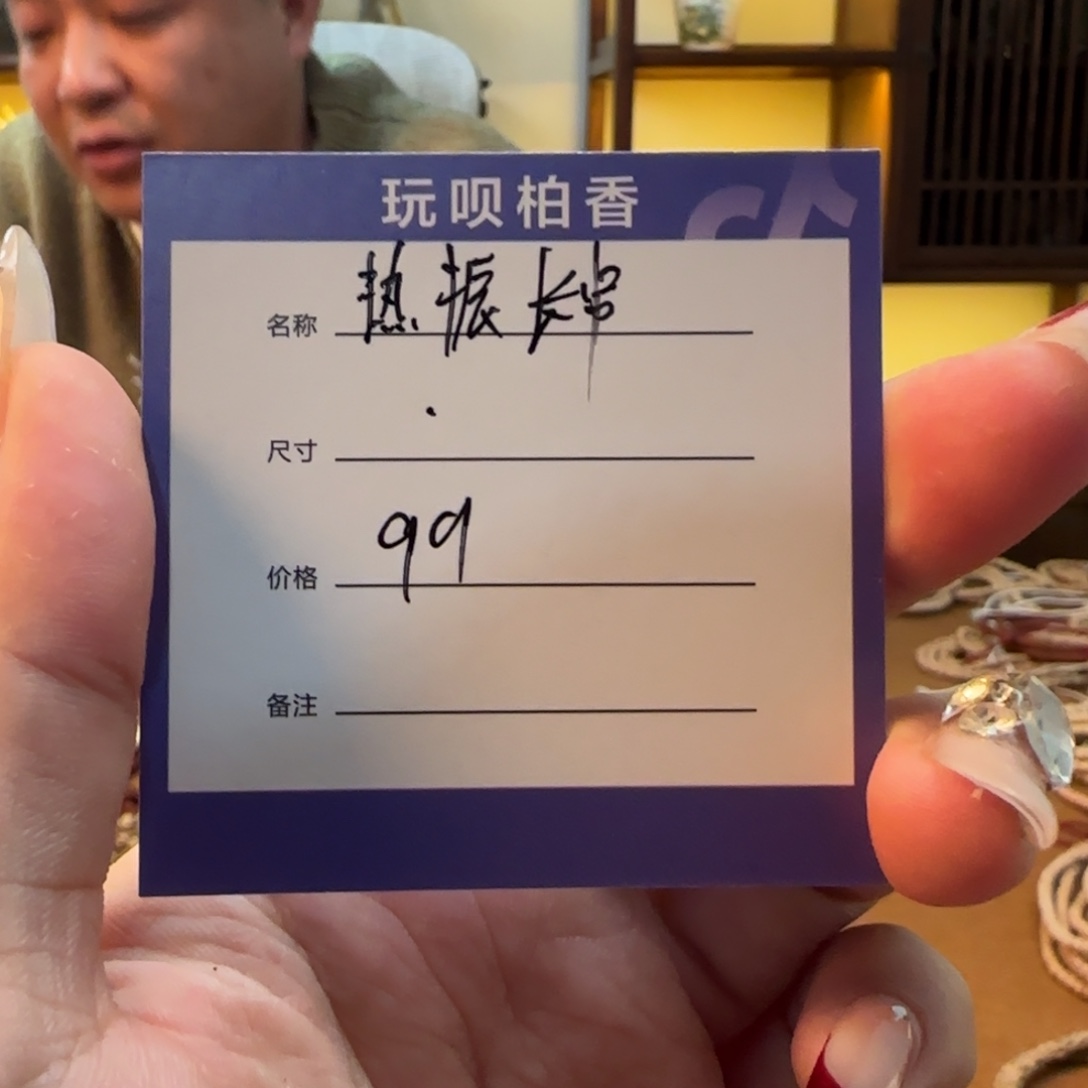 玩呗柏香
名称 热振长串
尺寸
价格 99
备注